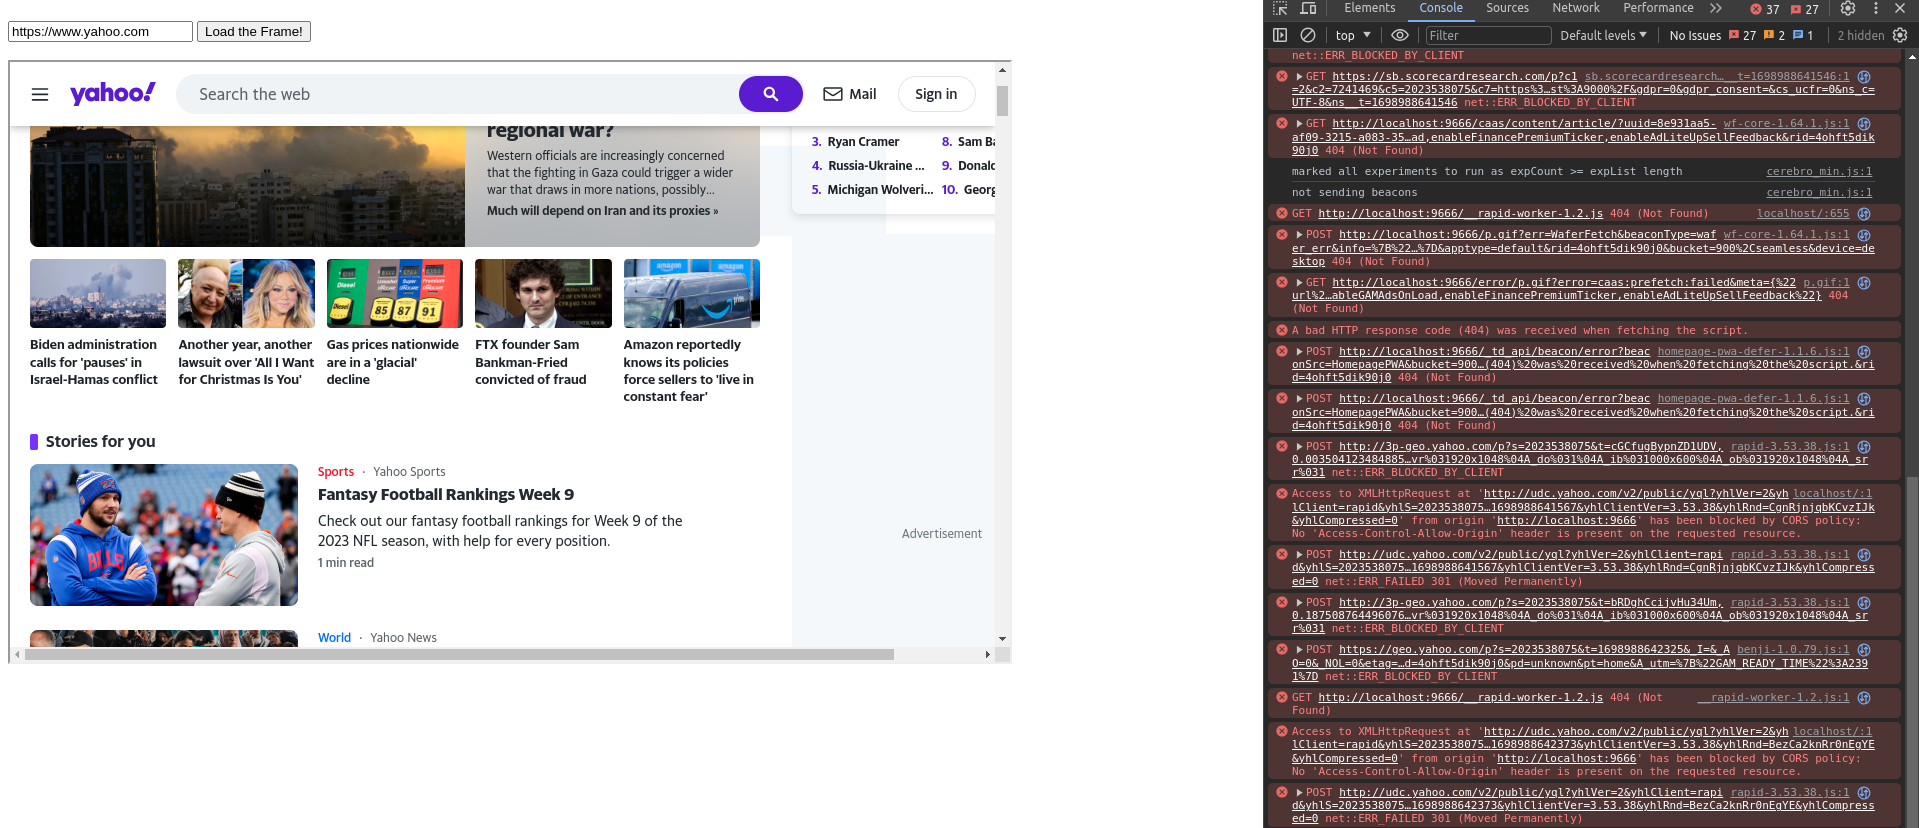 https://www.yahoo.com Load the Frame!
yahoo! Search the web Mail Sign in
regional war?
Western officials are increasingly concerned
that the fighting in Gaza could trigger a wider
war that draws in more nations, possibly...
Much will depend on Iran and its proxies »
3. Ryan Cramer 8. Sam Ba
4. Russia-Ukraine ... 9. Donald
5. Michigan Wolveri... 10. Georg
Biden administration
calls for 'pauses' in
Israel-Hamas conflict
Another year, another
lawsuit over 'All I Want
for Christmas Is You'
Gas prices nationwide
are in a 'glacial'
decline
FTX founder Sam
Bankman-Fried
convicted of fraud
Amazon reportedly
knows its policies
force sellers to 'live in
constant fear'
Stories for you
Sports · Yahoo Sports
Fantasy Football Rankings Week 9
Check out our fantasy football rankings for Week 9 of the
2023 NFL season, with help for every position.
1 min read
Advertisement
World · Yahoo News
Elements Console Sources Network Performance 37 27
top Filter Default levels No Issues 27 2 1 2 hidden
net::ERR_BLOCKED_BY_CLIENT
GET https://sb.scorecardresearch.com/p?c1 sb.scorecardresearch…__t=1698988641546:1
=2&c2=7241469&c5=2023538075&c7=https%3…st%3A9000%2F&gdpr=0&gdpr_consent=&cs_ucfr=0&ns_c=
UTF-8&ns__t=1698988641546 net::ERR_BLOCKED_BY_CLIENT
GET http://localhost:9666/caas/content/article/?uuid=8e931aa5- wf-core-1.64.1.js:1
af09-3215-a083-35…ad,enableFinancePremiumTicker,enableAdLiteUpSellFeedback&rid=4ohft5dik
90j0 404 (Not Found)
marked all experiments to run as expCount >= expList length cerebro_min.js:1
not sending beacons cerebro_min.js:1
GET http://localhost:9666/__rapid-worker-1.2.js 404 (Not Found) localhost/:655
POST http://localhost:9666/p.gif?err=WaferFetch&beaconType=waf wf-core-1.64.1.js:1
er_err&info=%7B%22…%7D&apptype=default&rid=4ohft5dik90j0&bucket=900%2Cseamless&device=de
sktop 404 (Not Found)
GET http://localhost:9666/error/p.gif?error=caas:prefetch:failed&meta={%22 p.gif:1
url%2…ableGAMAdsOnLoad,enableFinancePremiumTicker,enableAdLiteUpSellFeedback%22} 404
(Not Found)
A bad HTTP response code (404) was received when fetching the script.
POST http://localhost:9666/_td_api/beacon/error?beac homepage-pwa-defer-1.1.6.js:1
onSrc=HomepagePWA&bucket=900…(404)%20was%20received%20when%20fetching%20the%20script.&ri
d=4ohft5dik90j0 404 (Not Found)
POST http://localhost:9666/_td_api/beacon/error?beac homepage-pwa-defer-1.1.6.js:1
onSrc=HomepagePWA&bucket=900…(404)%20was%20received%20when%20fetching%20the%20script.&ri
d=4ohft5dik90j0 404 (Not Found)
POST http://3p-geo.yahoo.com/p?s=2023538075&t=cGCfugBypnZD1UDV, rapid-3.53.38.js:1
0.003504123484885…vr%031920x1048%04A_do%031%04A_ib%031000x600%04A_ob%031920x1048%04A_sr
r%031 net::ERR_BLOCKED_BY_CLIENT
Access to XMLHttpRequest at 'http://udc.yahoo.com/v2/public/yql?yhlVer=2&yh localhost/:1
lClient=rapid&yhlS=2023538075…1698988641567&yhlClientVer=3.53.38&yhlRnd=CgnRjnjqbKCvzIJk
&yhlCompressed=0' from origin 'http://localhost:9666' has been blocked by CORS policy:
No 'Access-Control-Allow-Origin' header is present on the requested resource.
POST http://udc.yahoo.com/v2/public/yql?yhlVer=2&yhlClient=rapi rapid-3.53.38.js:1
d&yhlS=2023538075…1698988641567&yhlClientVer=3.53.38&yhlRnd=CgnRjnjqbKCvzIJk&yhlCompress
ed=0 net::ERR_FAILED 301 (Moved Permanently)
POST http://3p-geo.yahoo.com/p?s=2023538075&t=bRDghCcijvHu34Um, rapid-3.53.38.js:1
0.187508764496076…vr%031920x1048%04A_do%031%04A_ib%031000x600%04A_ob%031920x1048%04A_sr
r%031 net::ERR_BLOCKED_BY_CLIENT
POST https://geo.yahoo.com/p?s=2023538075&t=1698988642325&_I=&_A benji-1.0.79.js:1
O=0&_NOL=0&etag=…d=4ohft5dik90j0&pd=unknown&pt=home&A_utm=%7B%22GAM_READY_TIME%22%3A239
1%7D net::ERR_BLOCKED_BY_CLIENT
GET http://localhost:9666/__rapid-worker-1.2.js 404 (Not __rapid-worker-1.2.js:1
Found)
Access to XMLHttpRequest at 'http://udc.yahoo.com/v2/public/yql?yhlVer=2&yh localhost/:1
lClient=rapid&yhlS=2023538075…1698988642373&yhlClientVer=3.53.38&yhlRnd=BezCa2knRr0nEgYE
&yhlCompressed=0' from origin 'http://localhost:9666' has been blocked by CORS policy:
No 'Access-Control-Allow-Origin' header is present on the requested resource.
POST http://udc.yahoo.com/v2/public/yql?yhlVer=2&yhlClient=rapi rapid-3.53.38.js:1
d&yhlS=2023538075…1698988642373&yhlClientVer=3.53.38&yhlRnd=BezCa2knRr0nEgYE&yhlCompress
ed=0 net::ERR_FAILED 301 (Moved Permanently)